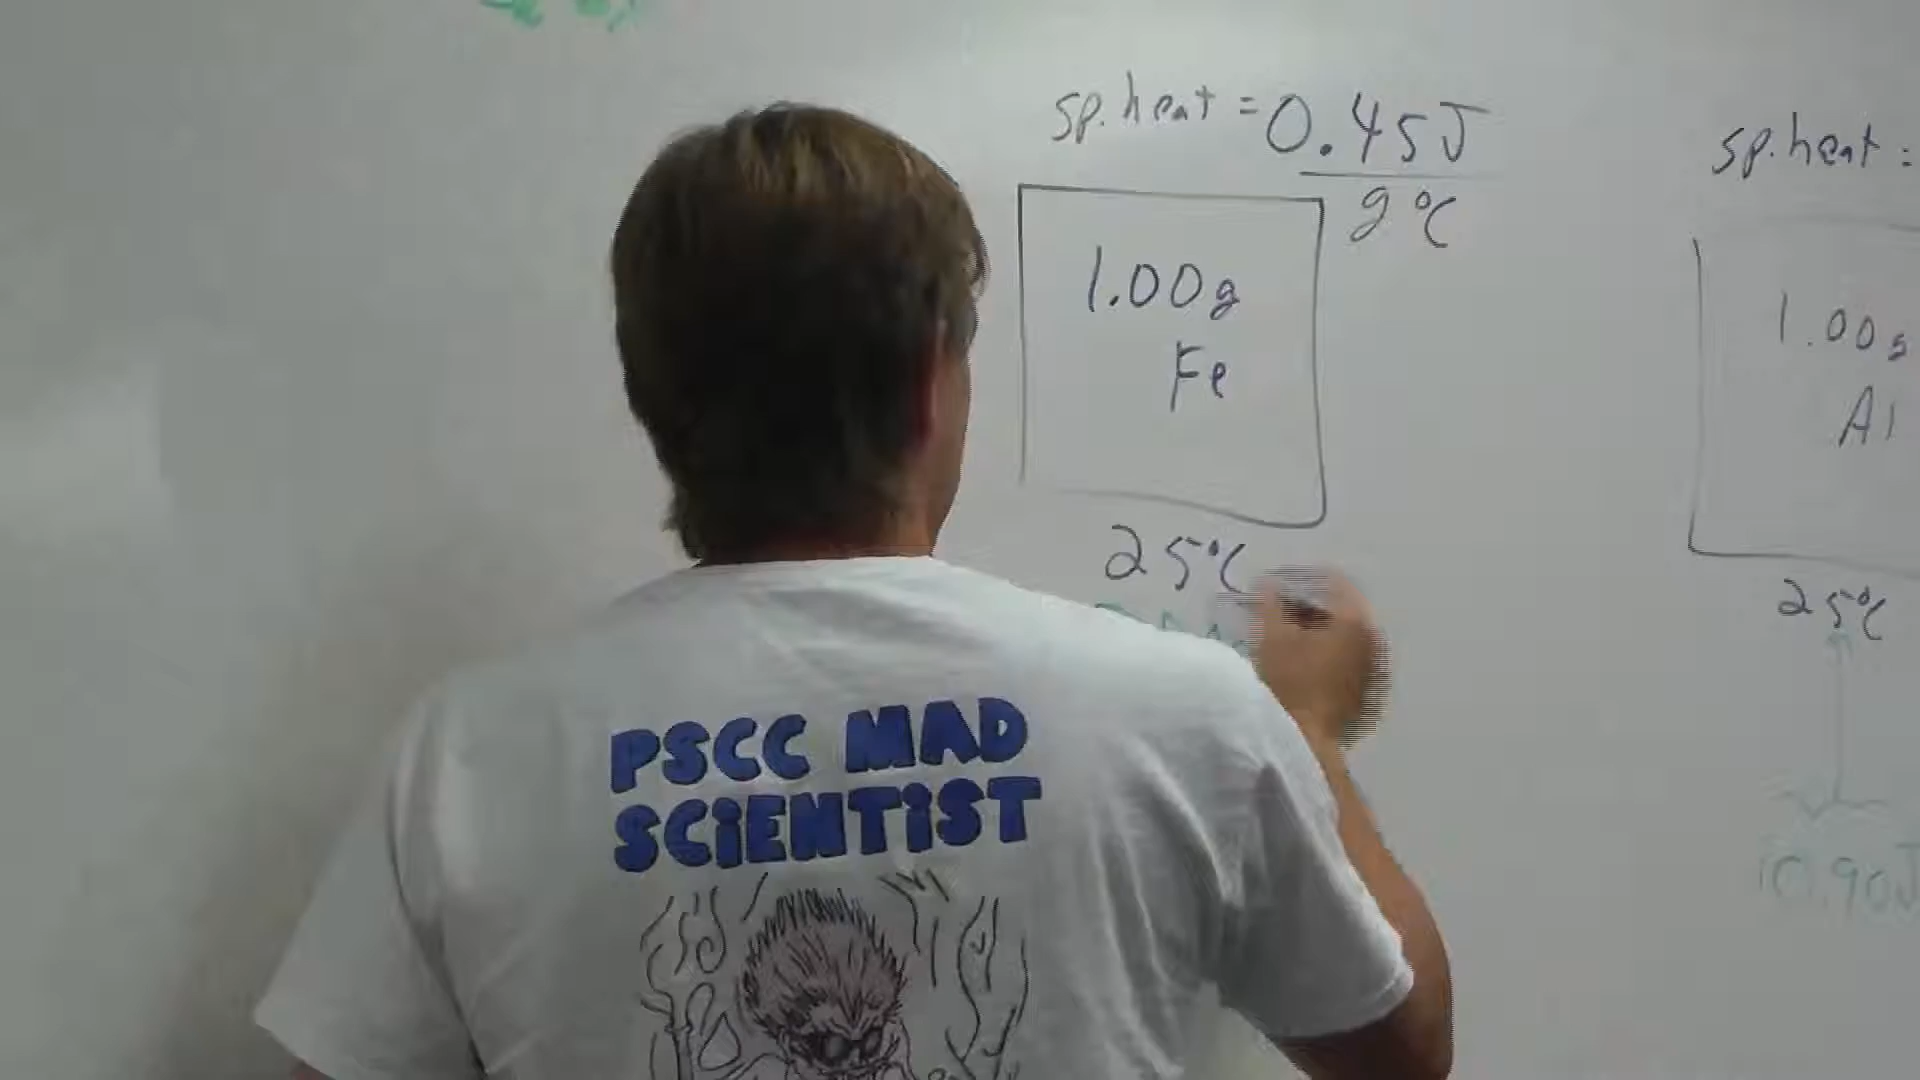 sp. heat = 0.45 J
g °C
1.00 g
Fe
25°C
sp. heat =
1.00 g
Al
25°C
0.90 J
PSCC MAD
SCIENTIST